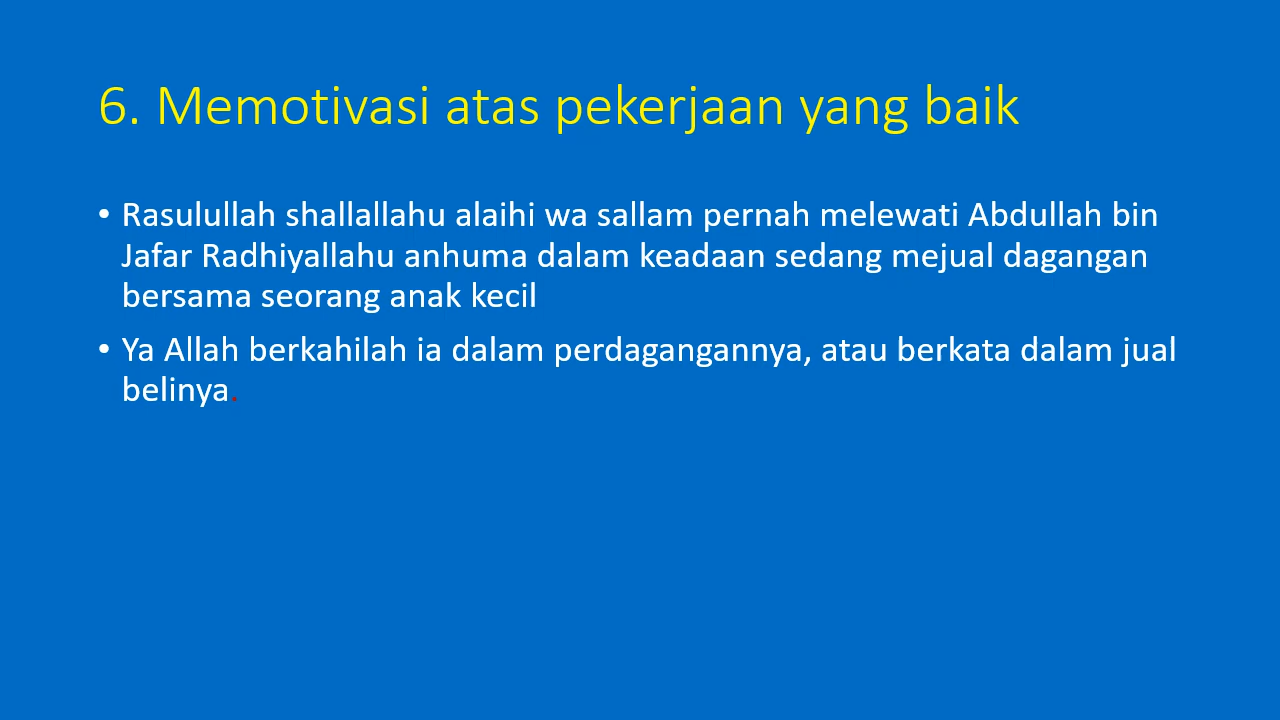 6. Memotivasi atas pekerjaan yang baik
• Rasulullah shallallahu alaihi wa sallam pernah melewati Abdullah bin
Jafar Radhiyallahu anhuma dalam keadaan sedang mejual dagangan
bersama seorang anak kecil
• Ya Allah berkahilah ia dalam perdagangannya, atau berkata dalam jual
belinya.